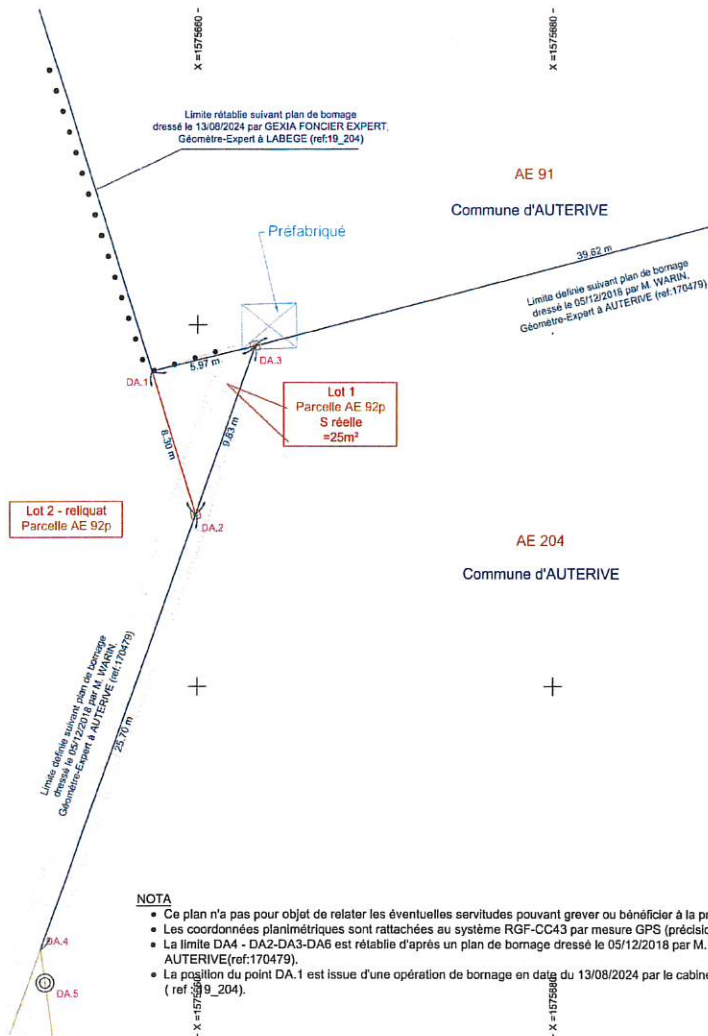 X =1575660 -
X =1575680 -
Limite rétablie suivant plan de bornage
dressé le 13/08/2024 par GEXIA FONCIER EXPERT,
Géomètre-Expert à LABEGE (ref:19_204)
AE 91
Commune d'AUTERIVE
Préfabriqué
39.62 m
Limite definie suivant plan de bornage
dressé le 05/12/2018 par M. WARIN,
Géomètre-Expert à AUTERIVE (ref:170479)
DA.1
5.97 m
DA.3
Lot 1
Parcelle AE 92p
S réelle
=25m²
8.30 m
9.83 m
Lot 2 - reliquat
Parcelle AE 92p
DA.2
AE 204
Commune d'AUTERIVE
Limite definie suivant plan de bornage
dressé le 05/12/2018 par M. WARIN,
Géomètre-Expert à AUTERIVE (ref:170479)
25.70 m
NOTA
• Ce plan n'a pas pour objet de relater les éventuelles servitudes pouvant grever ou bénéficier à la pr
• Les coordonnées planimétriques sont rattachées au système RGF-CC43 par mesure GPS (précisio
• La limite DA4 - DA2-DA3-DA6 est rétablie d'après un plan de bornage dressé le 05/12/2018 par M.
AUTERIVE(ref:170479).
• La position du point DA.1 est issue d'une opération de bornage en date du 13/08/2024 par le cabine
( ref :19_204).
DA.4
DA.5
X =1575660 -
X =1575680 -